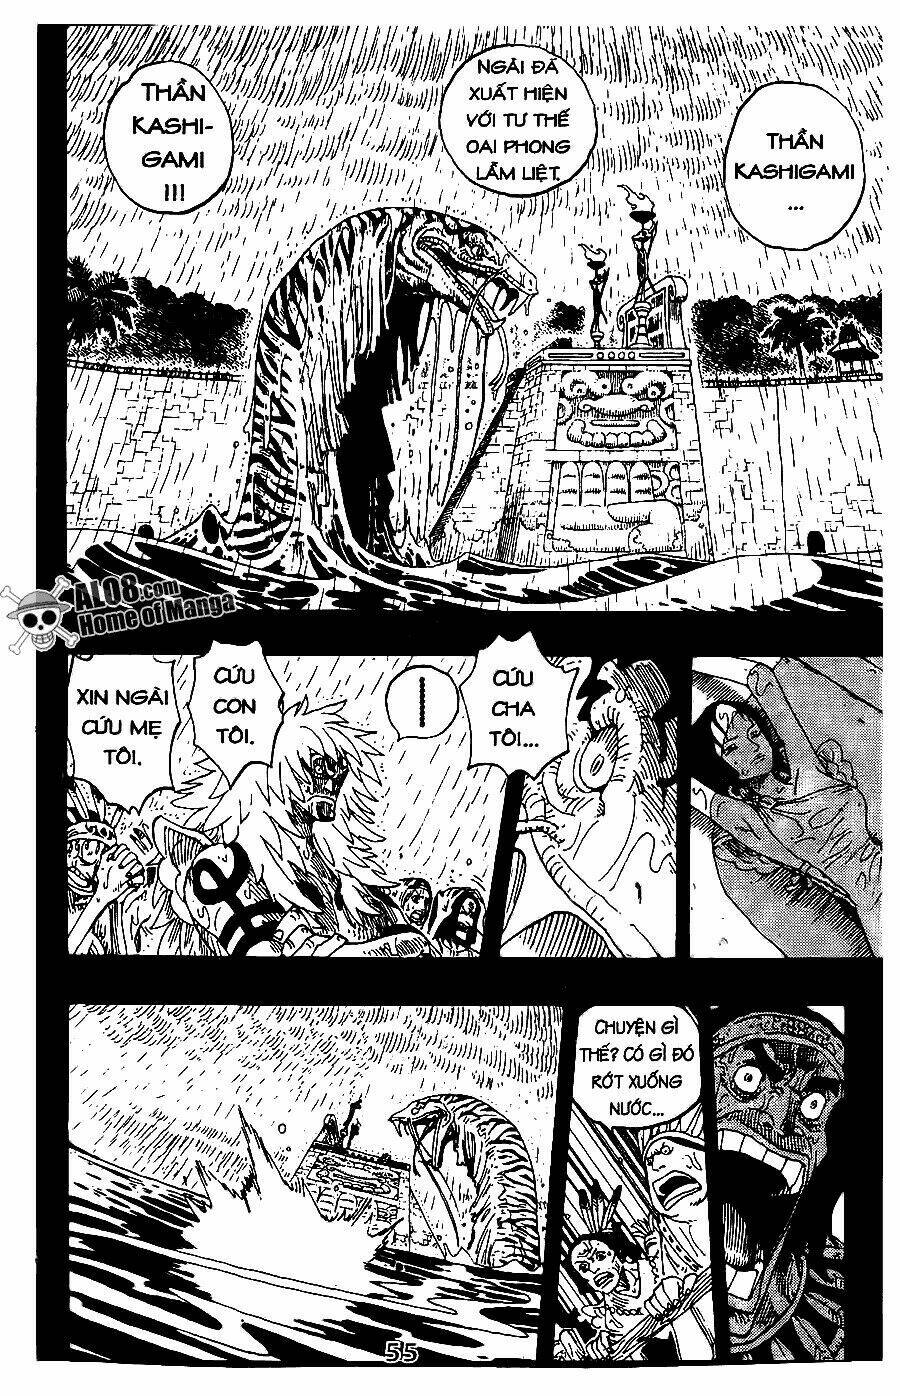 THẦN
KASHIGAMI
...
NGÀI ĐÃ
XUẤT HIỆN
VỚI TƯ THẾ
OAI PHONG
LẪM LIỆT.
THẦN
KASHI-
GAMI
!!!
ALO8.com
Home of Manga
CỨU
CHA
TÔI...
CỨU
CON
TÔI.
XIN NGÀI
CỨU MẸ
TÔI.
CHUYỆN GÌ
THẾ? CÓ GÌ ĐÓ
RỚT XUỐNG
NƯỚC...
55